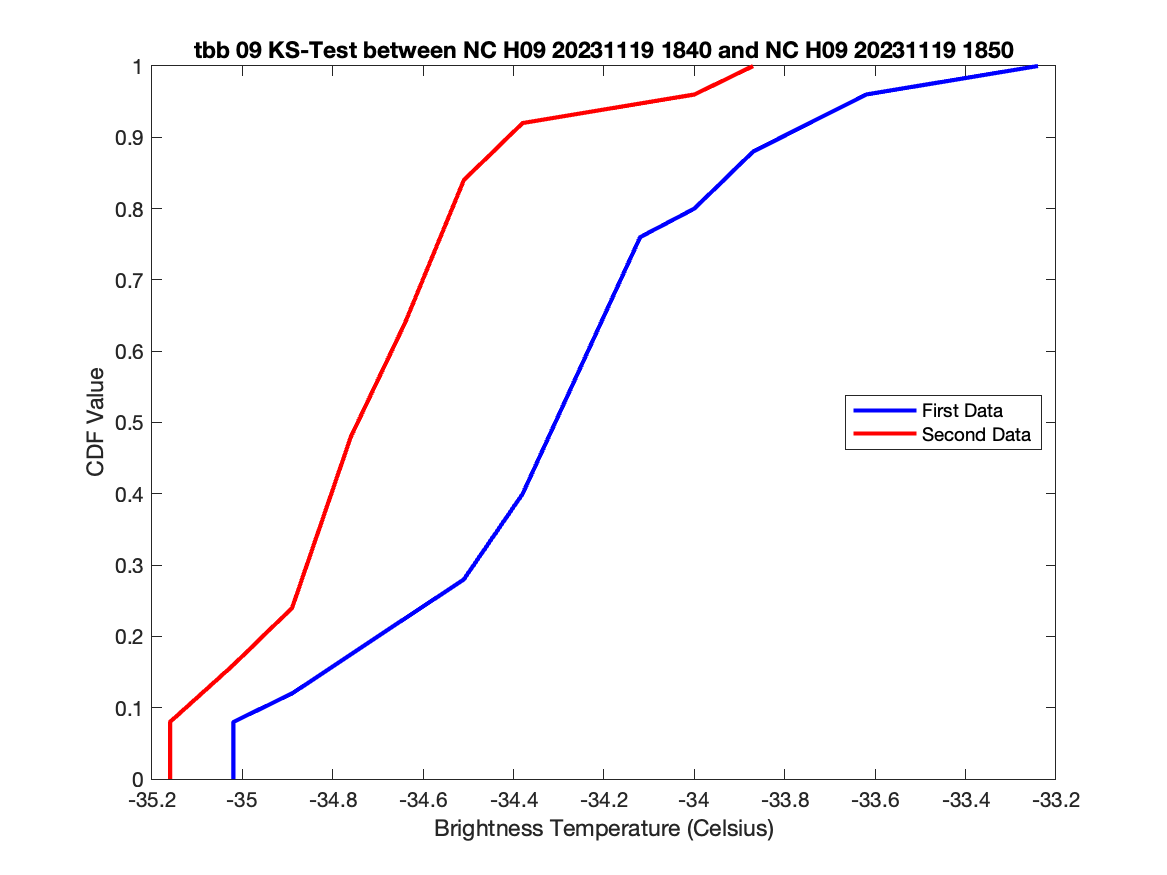 tbb 09 KS-Test between NC H09 20231119 1840 and NC H09 20231119 1850
1
0.9
0.8
0.7
0.6
0.5
0.4
0.3
0.2
0.1
0
CDF Value
First Data
Second Data
-35.2 -35 -34.8 -34.6 -34.4 -34.2 -34 -33.8 -33.6 -33.4 -33.2
Brightness Temperature (Celsius)